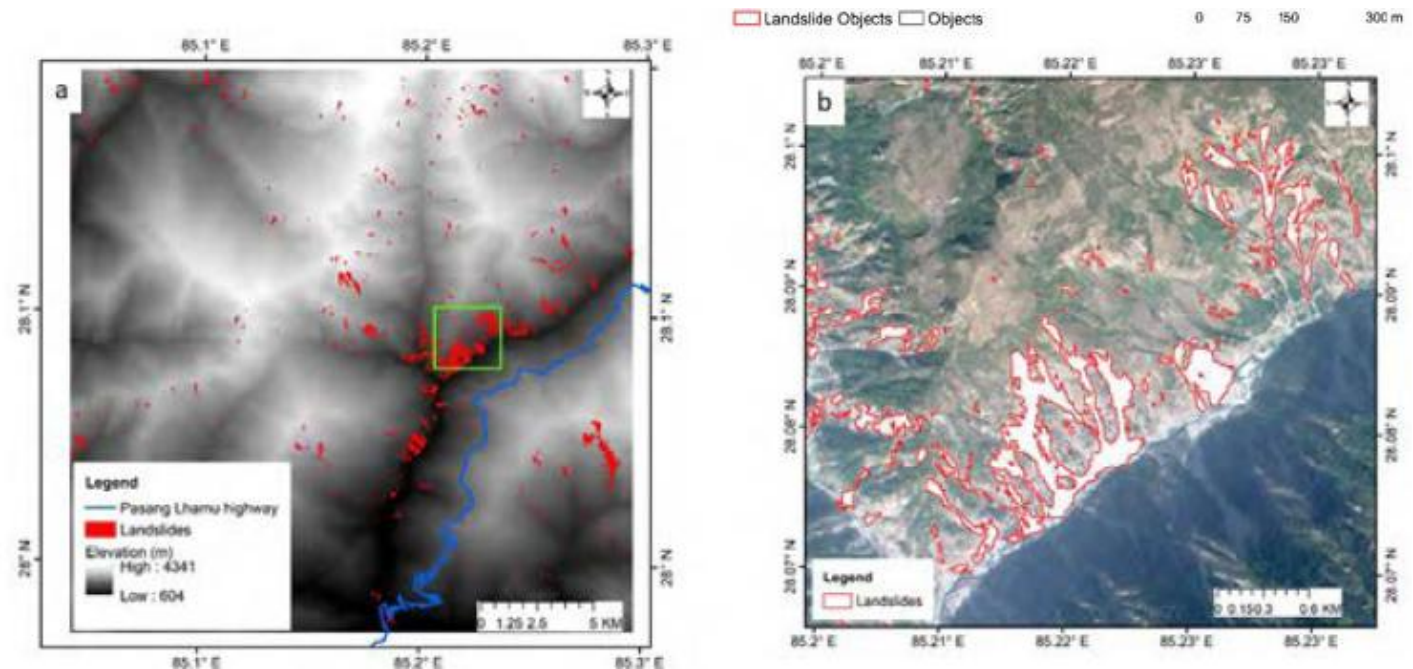 Landslide Objects Objects 0 75 150 300 m
85.1° E 85.2° E 85.3° E
85.2° E 85.21° E 85.22° E 85.23° E 85.23° E
a
b
28.1° N 28.1° N
28.1° N 28.1° N
28.09° N 28.09° N
28.08° N 28.08° N
28.07° N 28.07° N
28° N 28° N
Legend
Pasang Lhamu highway
Landslides
Elevation (m)
High : 4341
Low : 604
0 1.25 2.5 5 KM
Legend
Landslides
0 0.15 0.3 0.6 KM
85.1° E 85.2° E 85.3° E
85.2° E 85.21° E 85.22° E 85.23° E 85.23° E